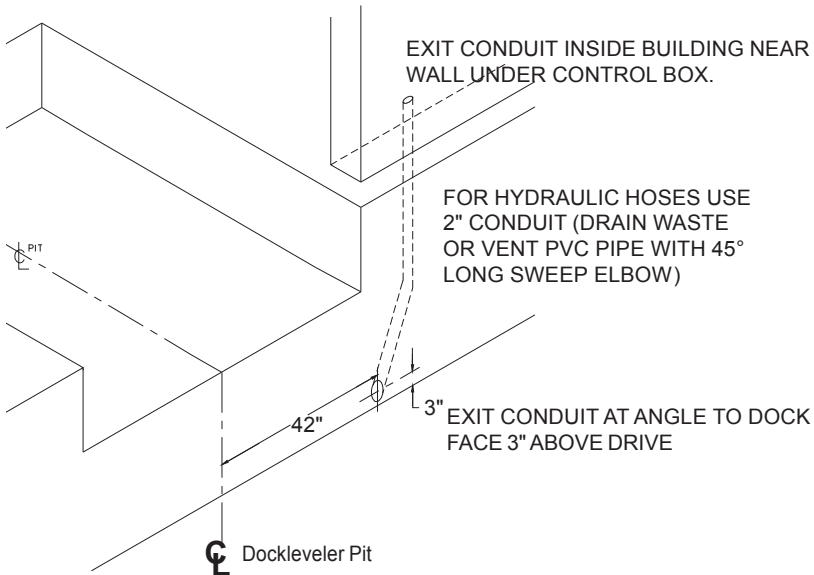 EXIT CONDUIT INSIDE BUILDING NEAR
WALL UNDER CONTROL BOX.
FOR HYDRAULIC HOSES USE
2" CONDUIT (DRAIN WASTE
OR VENT PVC PIPE WITH 45°
LONG SWEEP ELBOW)
℄ PIT
42"
3"
EXIT CONDUIT AT ANGLE TO DOCK
FACE 3" ABOVE DRIVE
℄ Dockleveler Pit